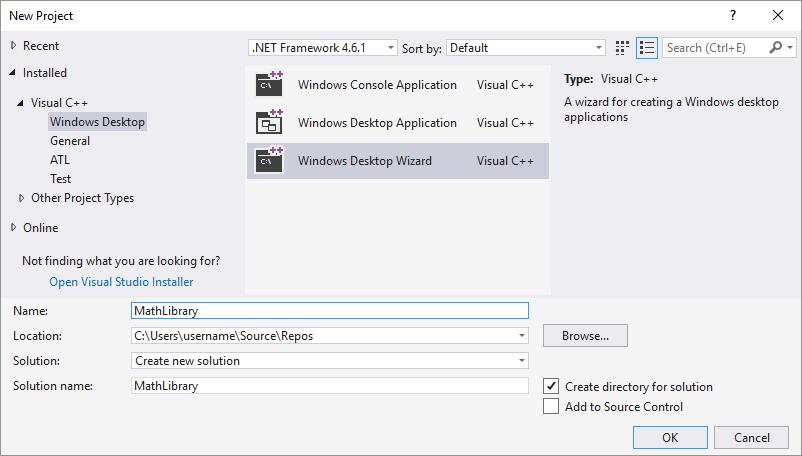 New Project
Recent
.NET Framework 4.6.1
Sort by:
Default
Search (Ctrl+E)
Installed
Visual C++
Windows Desktop
General
ATL
Test
Other Project Types
Online
Not finding what you are looking for?
Open Visual Studio Installer
C:\ Windows Console Application Visual C++
Windows Desktop Application Visual C++
C:\ Windows Desktop Wizard Visual C++
Type: Visual C++
A wizard for creating a Windows desktop
applications
Name: MathLibrary
Location: C:\Users\username\Source\Repos Browse...
Solution: Create new solution
Solution name: MathLibrary
Create directory for solution
Add to Source Control
OK Cancel